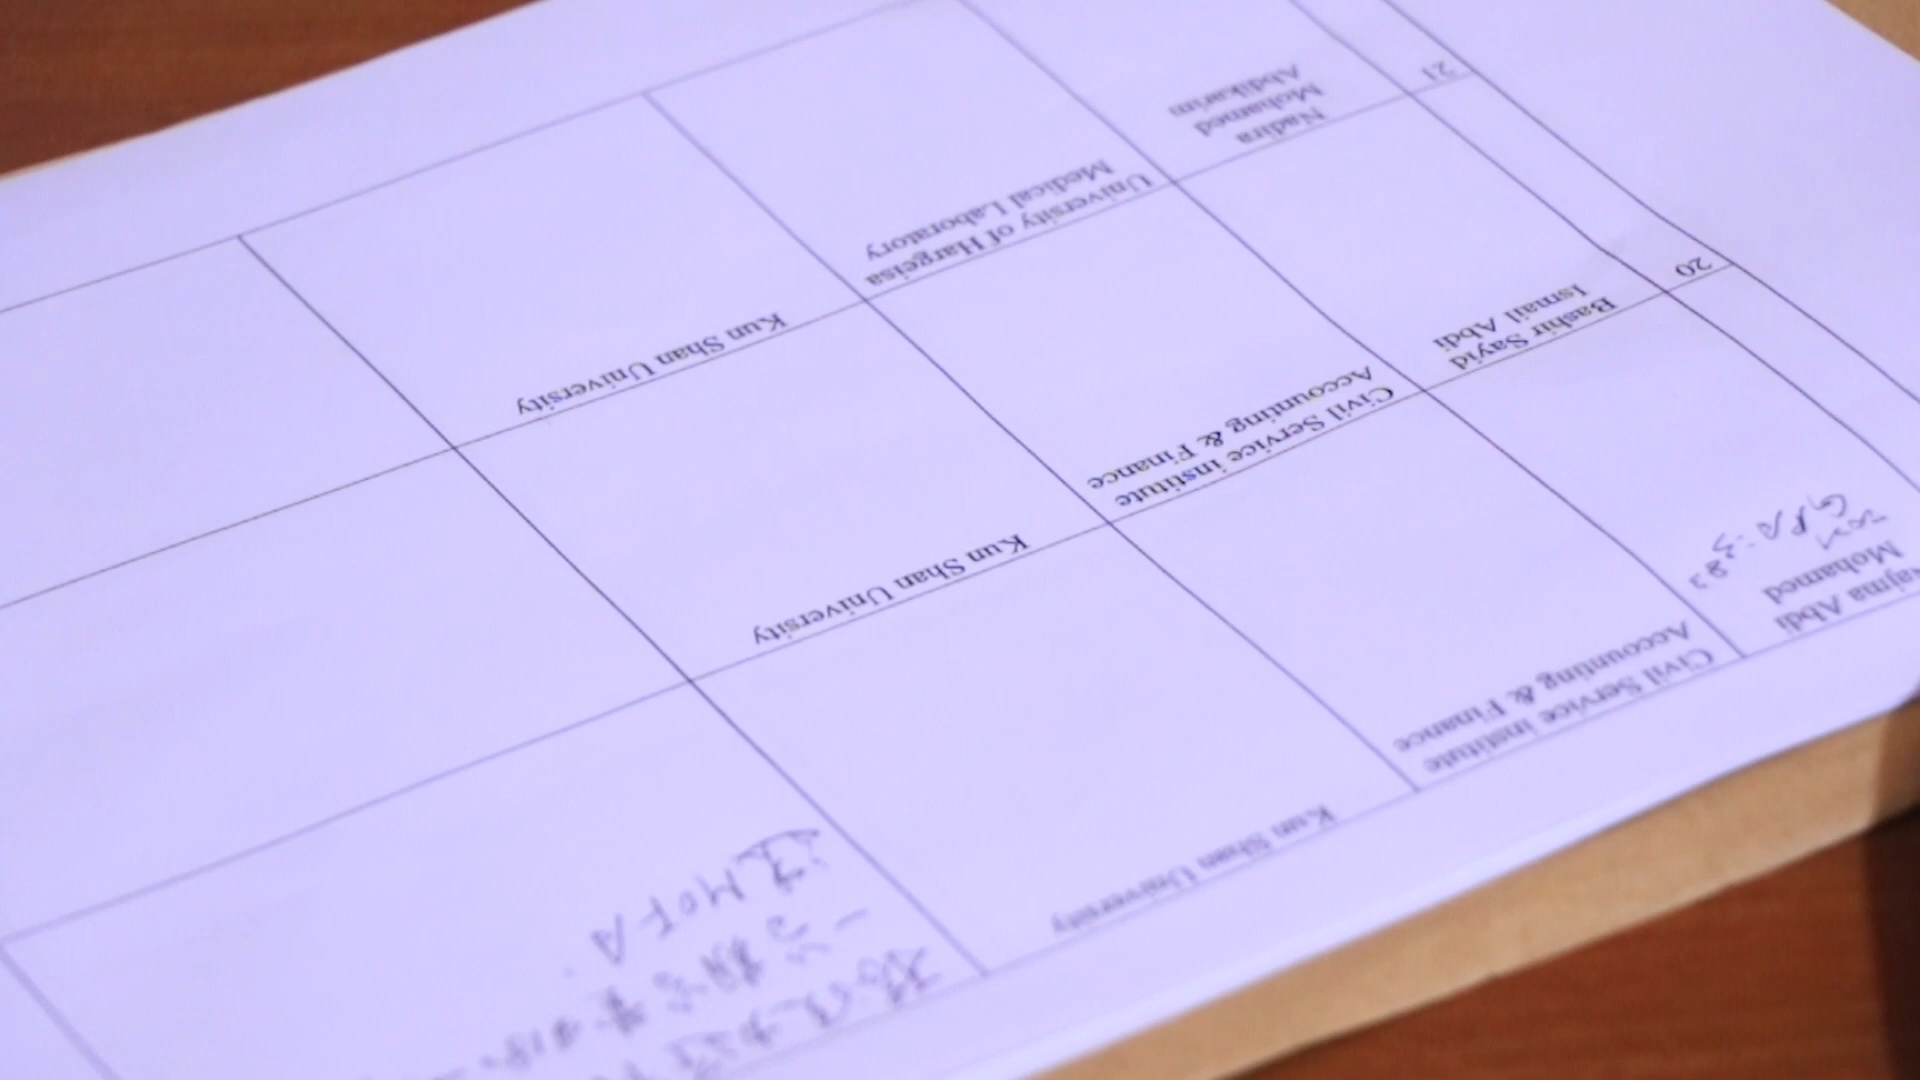 Najma Abdi
Mohamed
GPA:
Civil Service institute
Accounting & Finance
Kun Shan University
MOFA
20
Bashir Sayid
Ismail Abdi
Civil Service institute
Accounting & Finance
Kun Shan University
21
Nadira
Mohamed
Abdikarim
University of Hargeisa
Medical Laboratory
Kun Shan University